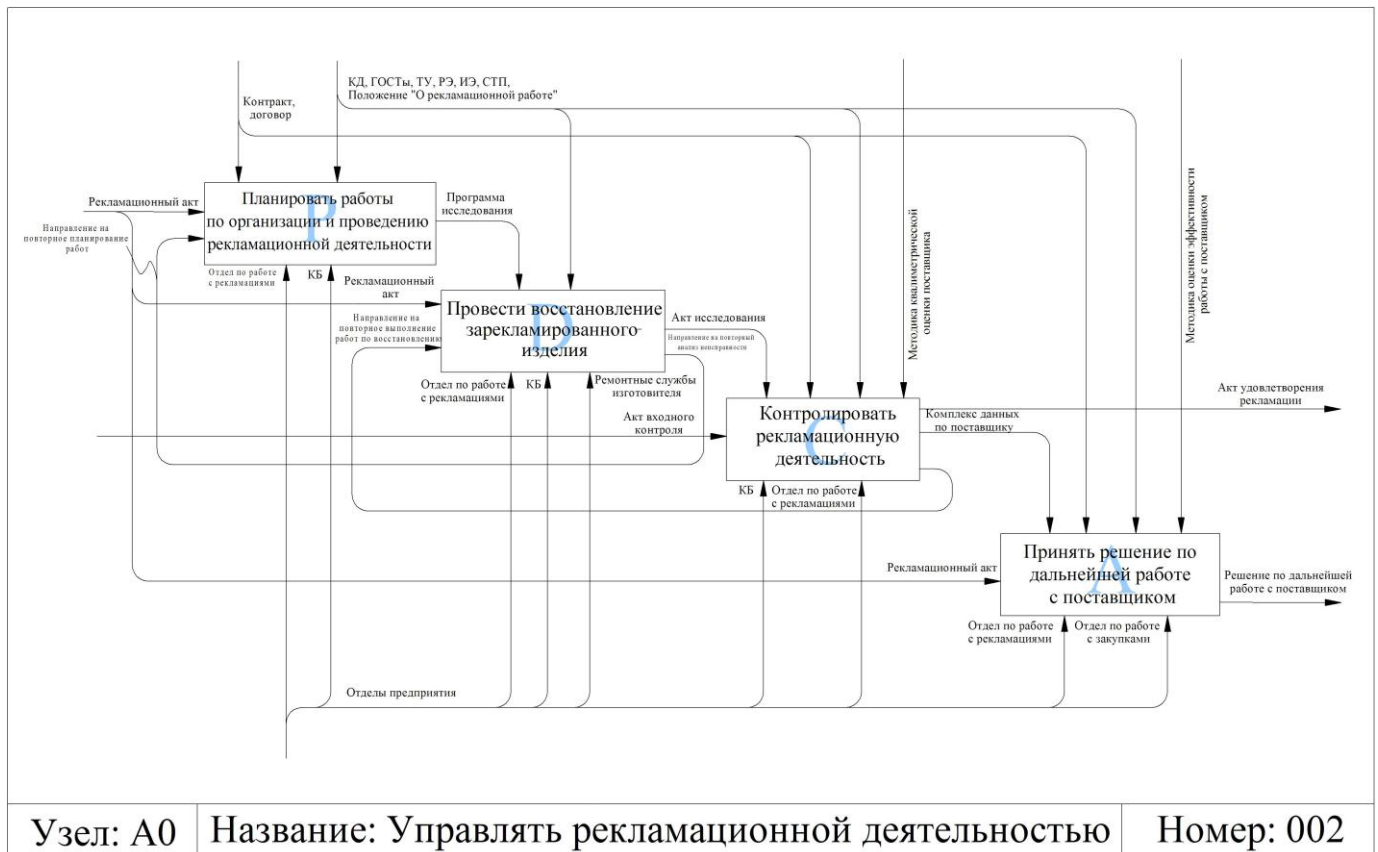 КД, ГОСТы, ТУ, РЭ, ИЭ, СТП,
Положение "О рекламационной работе"
Контракт,
договор
Рекламационный акт
Направление на
повторное планирование
работ
P
Планировать работы
по организации и проведению
рекламационной деятельности
Программа
исследования
Отдел по работе
с рекламациями
КБ
Рекламационный
акт
Направление на
повторное выполнение
работ по восстановлению
D
Провести восстановление
зарекламированного
изделия
Акт исследования
Направление на повторный
анализ неисправности
Отдел по работе
с рекламациями
КБ
Ремонтные службы
изготовителя
Методика квалиметрической
оценки поставщика
Методика оценки эффективности
работы с поставщиком
Акт входного
контроля
C
Контролировать
рекламационную
деятельность
Комплекс данных
по поставщику
Акт удовлетворения
рекламации
КБ
Отдел по работе
с рекламациями
Рекламационный акт
A
Принять решение по
дальнейшей работе
с поставщиком
Решение по дальнейшей
работе с поставщиком
Отдел по работе
с рекламациями
Отдел по работе
с закупками
Отделы предприятия
Узел: А0
Название: Управлять рекламационной деятельностью
Номер: 002